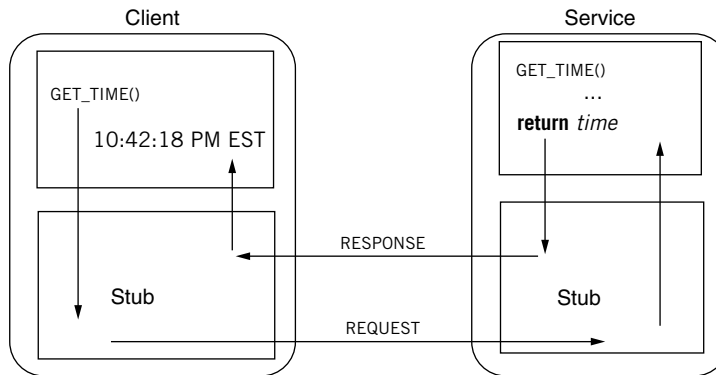 Client
Service
GET_TIME()
10:42:18 PM EST
GET_TIME()
...
return time
RESPONSE
Stub
Stub
REQUEST